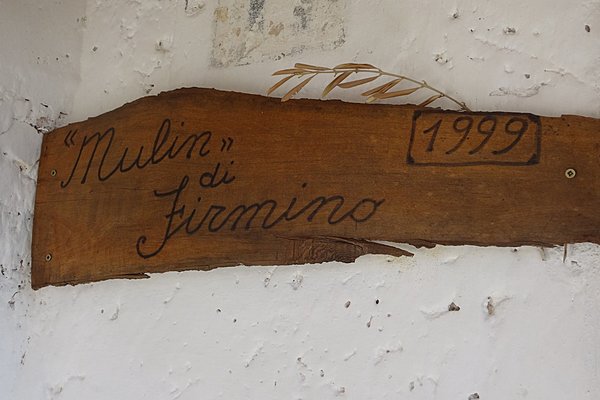 "Mulin"
di
Firmino
1999